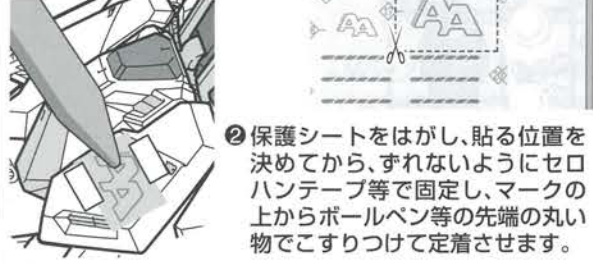 AA
AA
AA
❷保護シートをはがし、貼る位置を
決めてから、ずれないようにセロ
ハンテープ等で固定し、マークの
上からボールペン等の先端の丸い
物でこすりつけて定着させます。